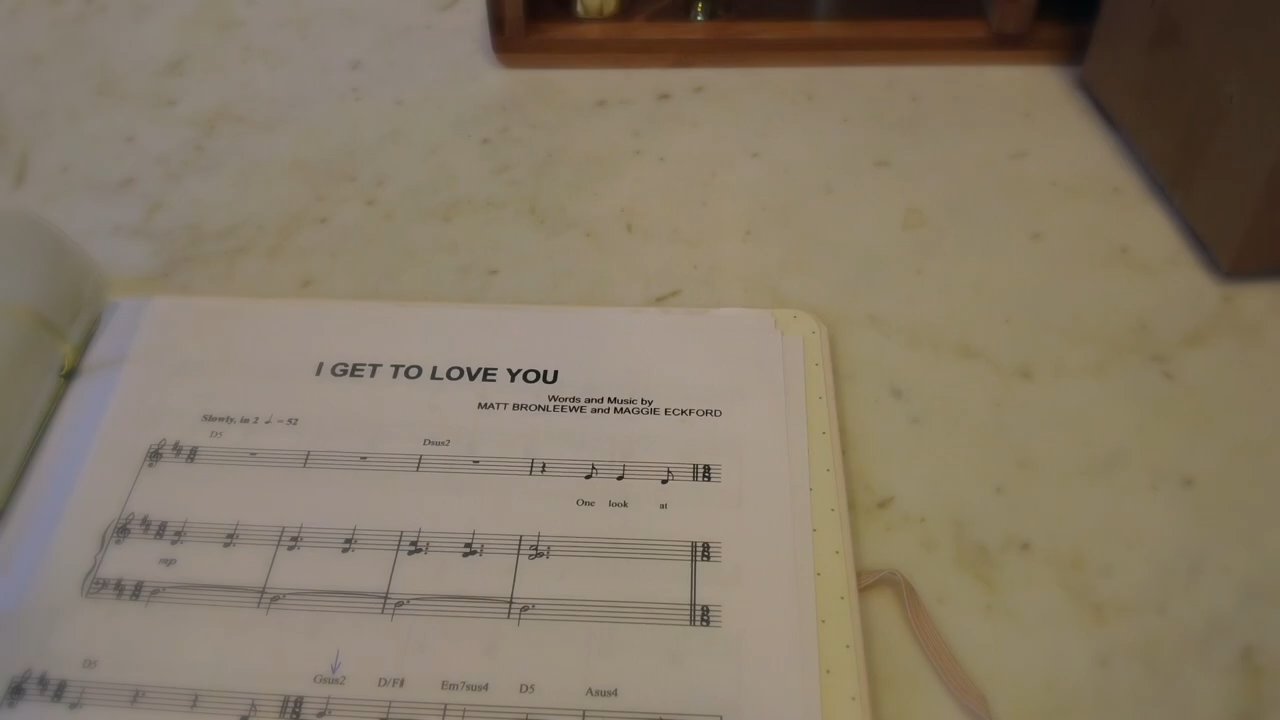 I GET TO LOVE YOU
Words and Music by
MATT BRONLEEWE and MAGGIE ECKFORD
Slowly, in 2 ♩. = 52
D5 Dsus2
One look at
mp
D5 Gsus2 D/F# Em7sus4 D5 Asus4